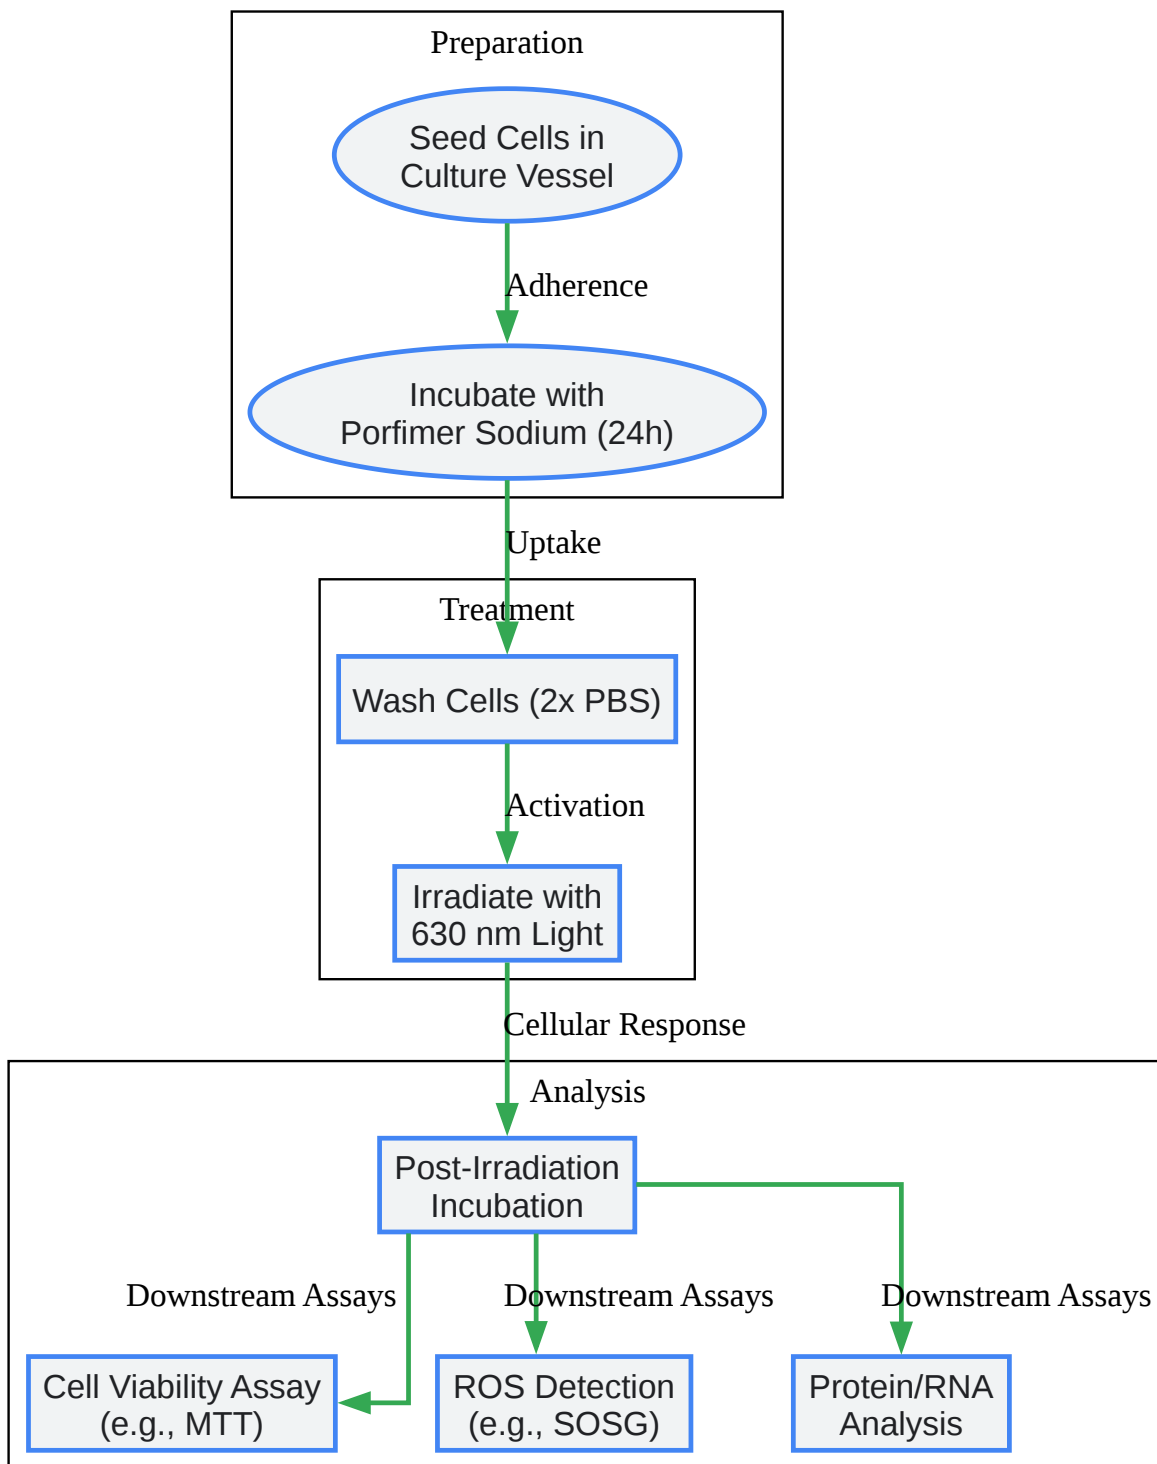 Preparation
Seed Cells in
Culture Vessel
Adherence
Incubate with
Porfimer Sodium (24h)
Uptake
Treatment
Wash Cells (2x PBS)
Activation
Irradiate with
630 nm Light
Cellular Response
Analysis
Post-Irradiation
Incubation
Downstream Assays
Downstream Assays
Downstream Assays
Cell Viability Assay
(e.g., MTT)
ROS Detection
(e.g., SOSG)
Protein/RNA
Analysis